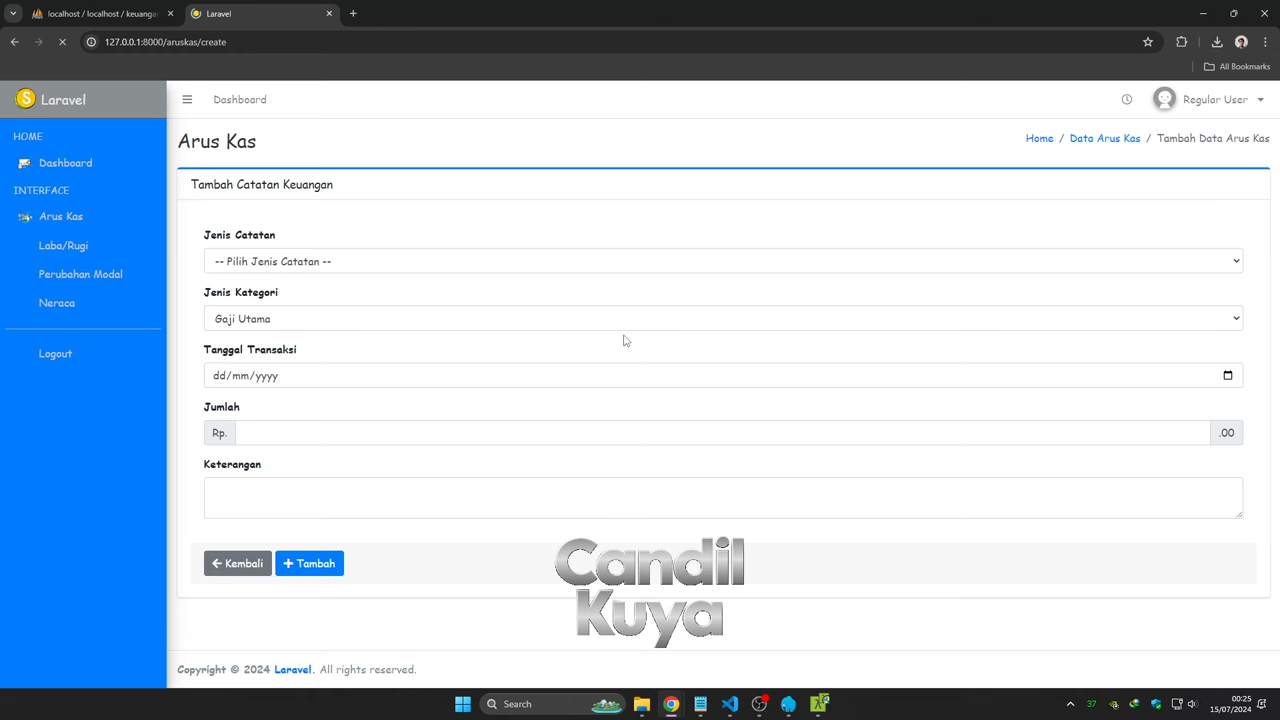 localhost / localhost / keuangan
Laravel
127.0.0.1:8000/aruskas/create
All Bookmarks
Laravel
Dashboard
Regular User
HOME
Dashboard
INTERFACE
Arus Kas
Laba/Rugi
Perubahan Modal
Neraca
Logout
Arus Kas
Home / Data Arus Kas / Tambah Data Arus Kas
Tambah Catatan Keuangan
Jenis Catatan
-- Pilih Jenis Catatan --
Jenis Kategori
Gaji Utama
Tanggal Transaksi
dd/mm/yyyy
Jumlah
Rp. .00
Keterangan
Kembali
Tambah
Candil
Kuya
Copyright © 2024 Laravel. All rights reserved.
Search
37
00:25
15/07/2024